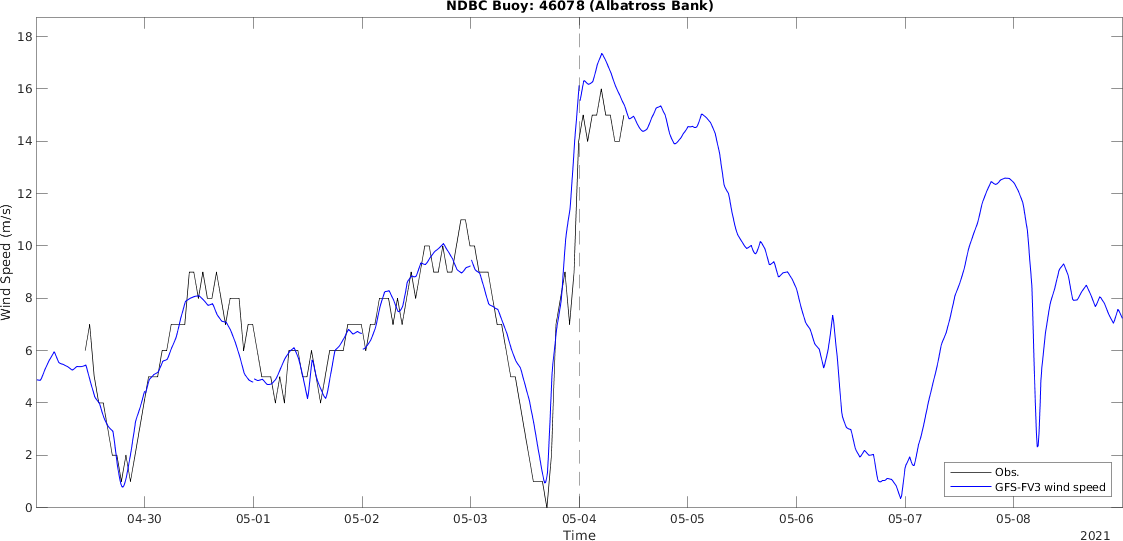 NDBC Buoy: 46078 (Albatross Bank)
18
16
14
12
10
8
6
4
2
0
Wind Speed (m/s)
04-30 05-01 05-02 05-03 05-04 05-05 05-06 05-07 05-08
Time
2021
Obs.
GFS-FV3 wind speed